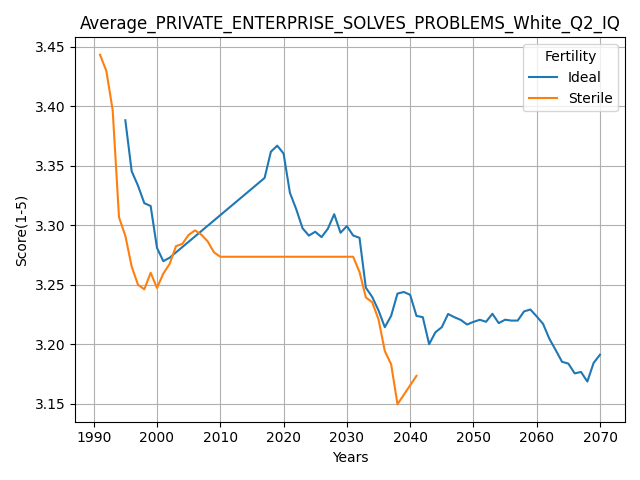 Average_PRIVATE_ENTERPRISE_SOLVES_PROBLEMS_White_Q2_IQ
Fertility
Ideal
Sterile
Score(1-5)
3.45
3.40
3.35
3.30
3.25
3.20
3.15
1990 2000 2010 2020 2030 2040 2050 2060 2070
Years